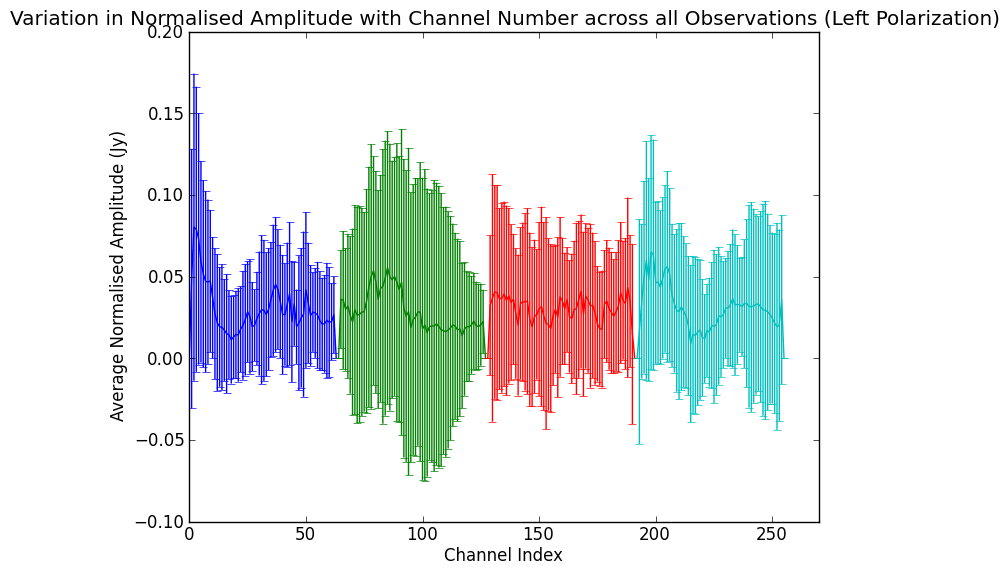 Variation in Normalised Amplitude with Channel Number across all Observations (Left Polarization)
0.20
0.15
0.10
0.05
0.00
−0.05
−0.10
Average Normalised Amplitude (Jy)
0 50 100 150 200 250
Channel Index